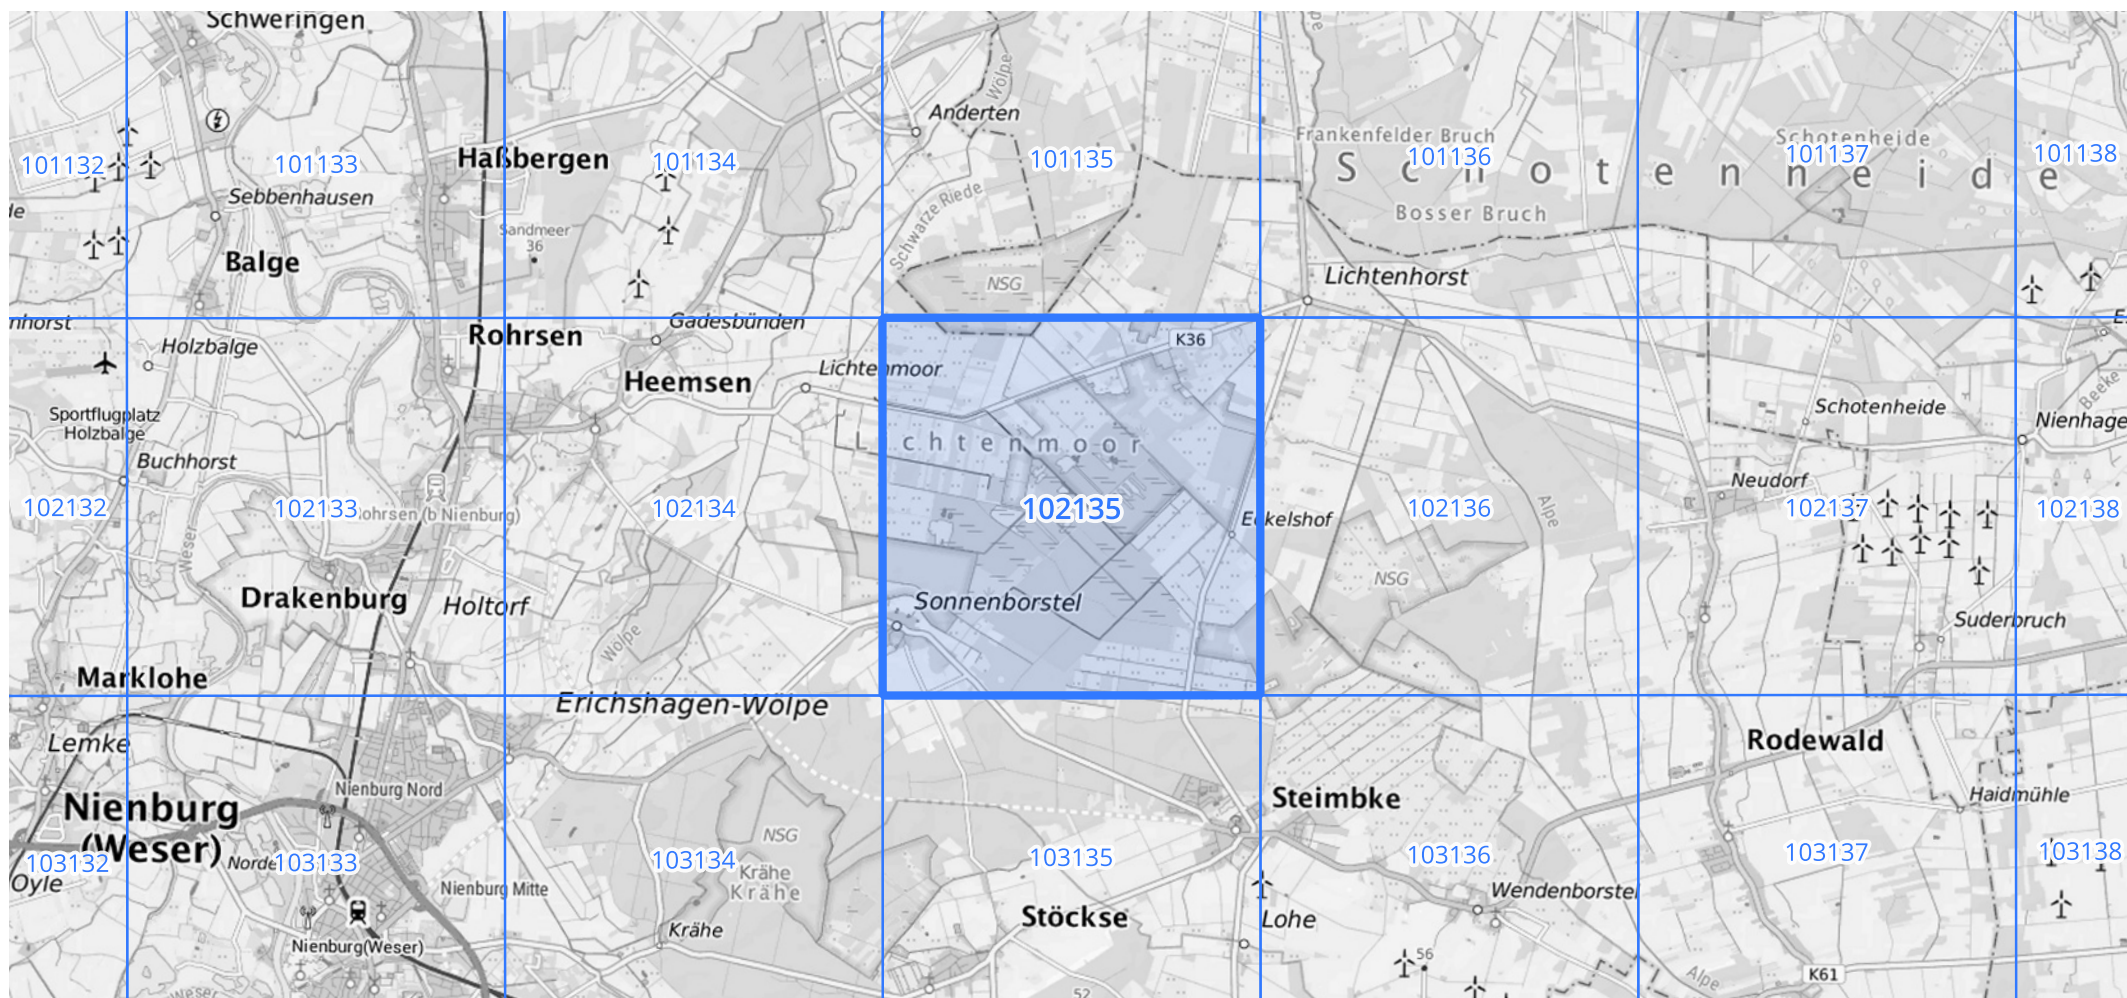 Schweringen
Wölpe
Anderten
Frankenfelder Bruch
Schotenheide
101132
101133
Haßbergen
101134
101135
101136
101137
101138
Schotenheide
Sebbenhausen
Schwarze Riede
Bosser Bruch
Sandmeer
36
Balge
NSG
Lichtenhorst
Gadesbünden
Rohrsen
K36
Holzbalge
Lichtenmoor
Heemsen
Beeke
Sportflugplatz
Holzbalge
Schotenheide
Nienhage
Lichtenmoor
Buchhorst
Neudorf
102132
102133
Rohrsen (b Nienburg)
102134
102135
Eckelshof
102136
Alpe
102137
102138
Weser
NSG
Drakenburg
Holtorf
Sonnenborstel
Suderbruch
Wölpe
Marklohe
Erichshagen-Wölpe
Lemke
Rodewald
Nienburg Nord
Steimbke
Haidmühle
Nienburg
(Weser)
NSG
103132
Norde
103133
103134
103135
103136
103137
103138
Oyle
Krähe
Krähe
Nienburg Mitte
Wendenborstel
Stöckse
Lohe
Krähe
Nienburg(Weser)
56
K61
Alpe
Weser
52